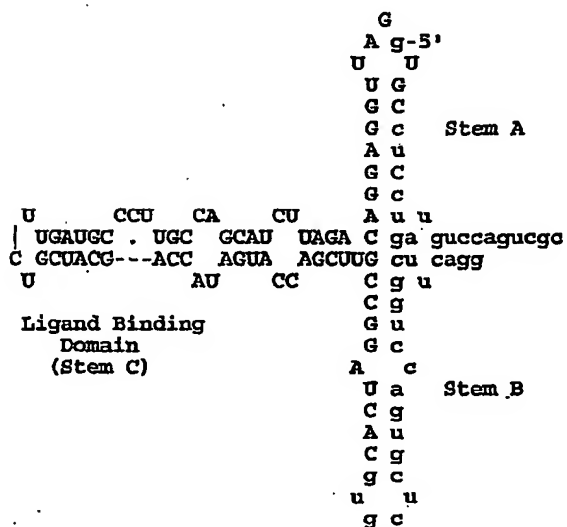 G
A g-5'
U U
U G
G C
G c Stem A
A u
G C
G c
U CCU CA CU A u u
| UGAUGC . UGC GCAU UAGA C ga guccagucgc
C GCUACG---ACC AGUA AGCUUG cu cagg
U AU CC C g u
Ligand Binding C g
Domain G u
(Stem C) G c
A c
U a Stem B
C g
A u
C g
g c
u u
g c